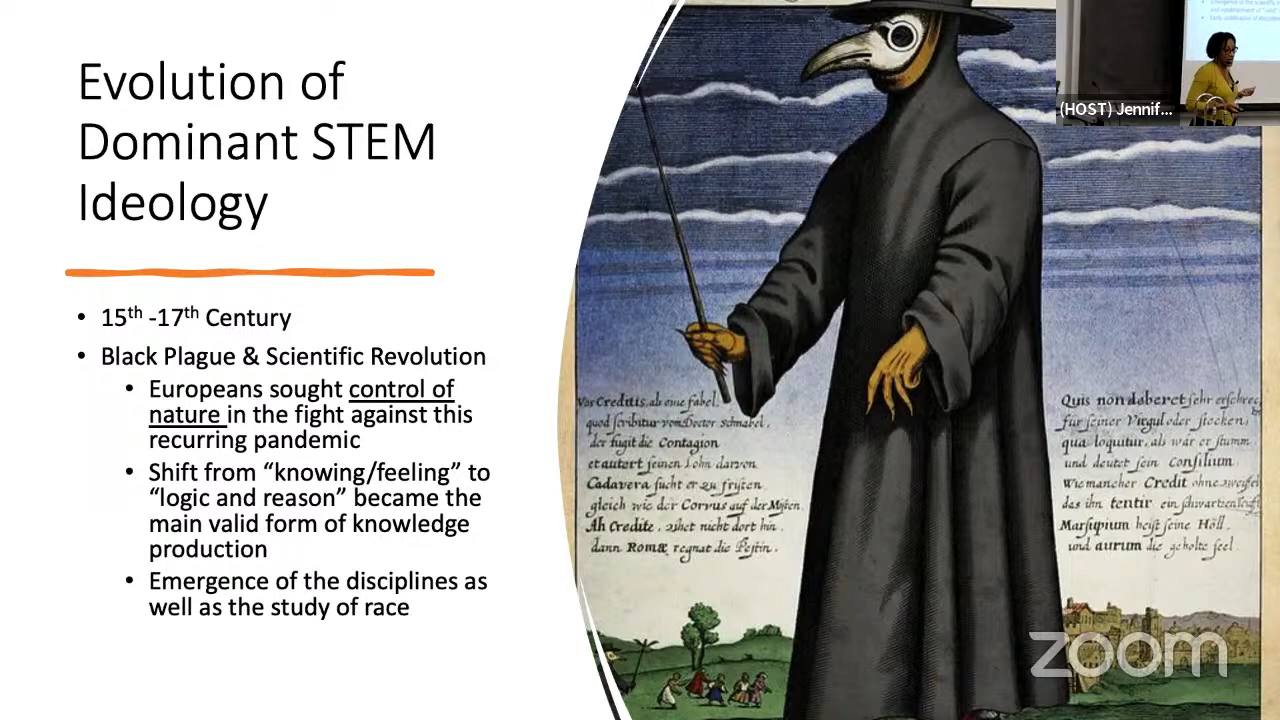 Evolution of
Dominant STEM
Ideology
• 15th -17th Century
• Black Plague & Scientific Revolution
• Europeans sought control of
nature in the fight against this
recurring pandemic
• Shift from “knowing/feeling” to
“logic and reason” became the
main valid form of knowledge
production
• Emergence of the disciplines as
well as the study of race
Vos Creditis, als eine fabel,
quod scribitur vom Doctor Schnabel,
der fugit die Contagion
et aufert seinen Lohn darvon
Cadavera sucht er zu fristen
gleich wie der Corvus auf der Misten
Ah Credite, zihet nicht dort hin,
dann Romæ regnat die Pestin.
Quis non deberet sehr erschrec
für seiner Virgul oder stecken
qua loquitur, als wär er stumm
und deutet sein Consilium
Wie mancher Credit ohne zweifel
das ihn tentir ein schwartzen
Marsupium heist seine Höll
und aurum die geholte seel.
(HOST) Jennif...
zoom